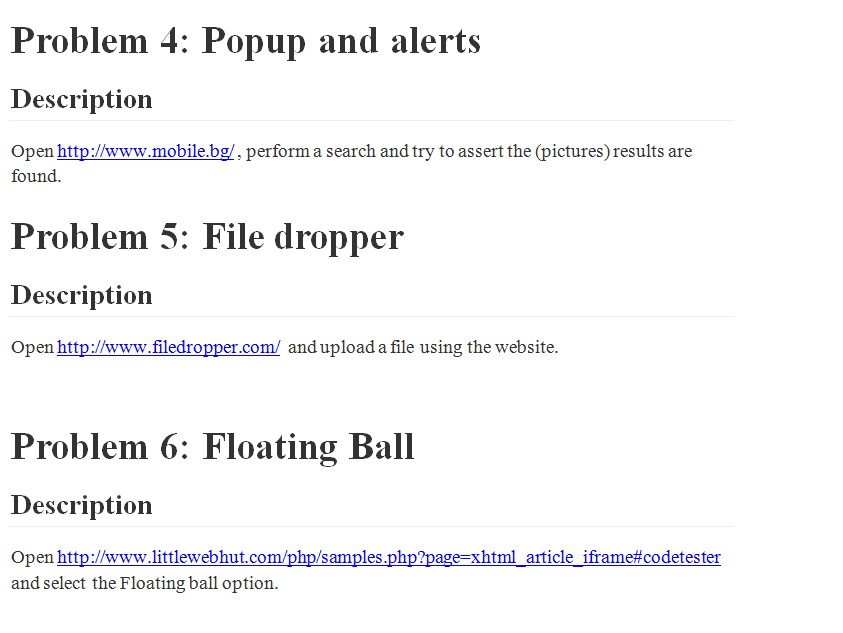 Problem 4: Popup and alerts
Description
Open http://www.mobile.bg/ , perform a search and try to assert the (pictures) results are
found.
Problem 5: File dropper
Description
Open http://www.filedropper.com/ and upload a file using the website.
Problem 6: Floating Ball
Description
Open http://www.littlewebhut.com/php/samples.php?page=xhtml_article_iframe#codetester
and select the Floating ball option.